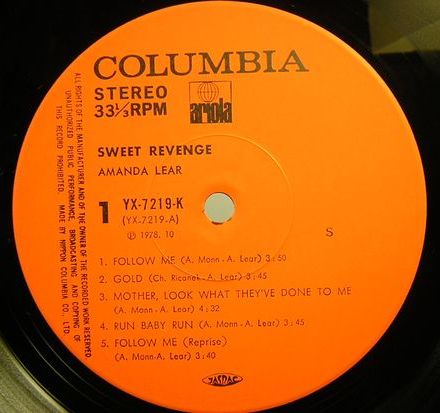 COLUMBIA
STEREO
33⅓RPM
ariola
SWEET REVENGE
AMANDA LEAR
1 YX-7219-K
(YX-7219-A)
Ⓟ 1978. 10
S
1. FOLLOW ME (A. Monn. A. Lear) 3:50
2. GOLD (Ch. Ricanek. A. Lear) 3:45
3. MOTHER, LOOK WHAT THEY'VE DONE TO ME
(A. Monn. A. Lear) 4:32
4. RUN BABY RUN (A. Monn. A. Lear) 3:45
5. FOLLOW ME (Reprise)
(A. Monn·A. Lear) 3:40
JASRAC
ALL RIGHTS OF THE MANUFACTURER AND OF THE OWNER OF THE RECORDED WORK RESERVED
UNAUTHORIZED PUBLIC PERFORMANCE, BROADCASTING AND COPYING OF
THIS RECORD PROHIBITED. MADE BY NIPPON COLUMBIA CO., LTD.